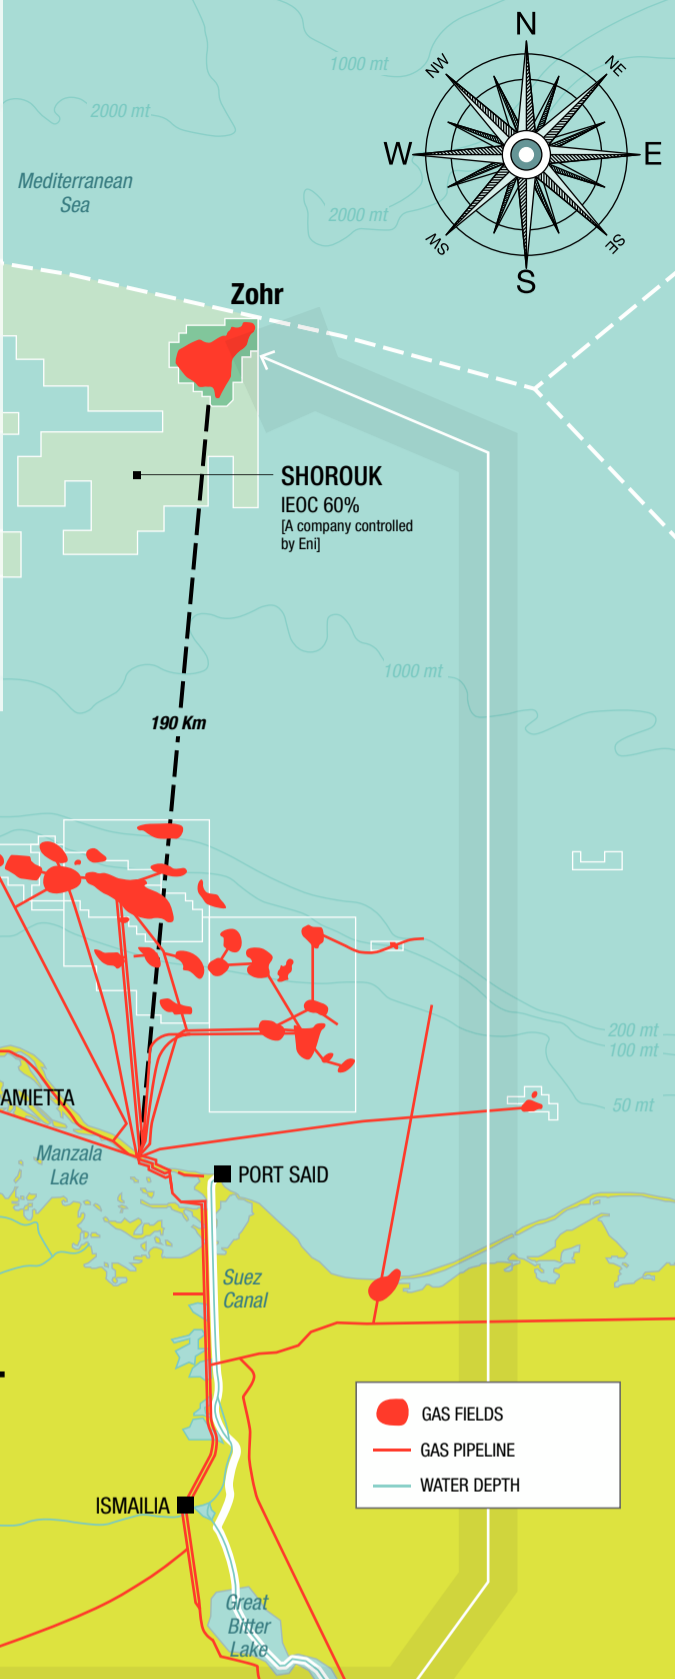 N
NW
NE
W
E
SW
SE
S
1000 mt
2000 mt
Mediterranean
Sea
2000 mt
Zohr
SHOROUK
IEOC 60%
[A company controlled
by Eni]
1000 mt
190 Km
200 mt
100 mt
50 mt
AMIETTA
Manzala
Lake
PORT SAID
Suez
Canal
GAS FIELDS
GAS PIPELINE
WATER DEPTH
ISMAILIA
Great
Bitter
Lake